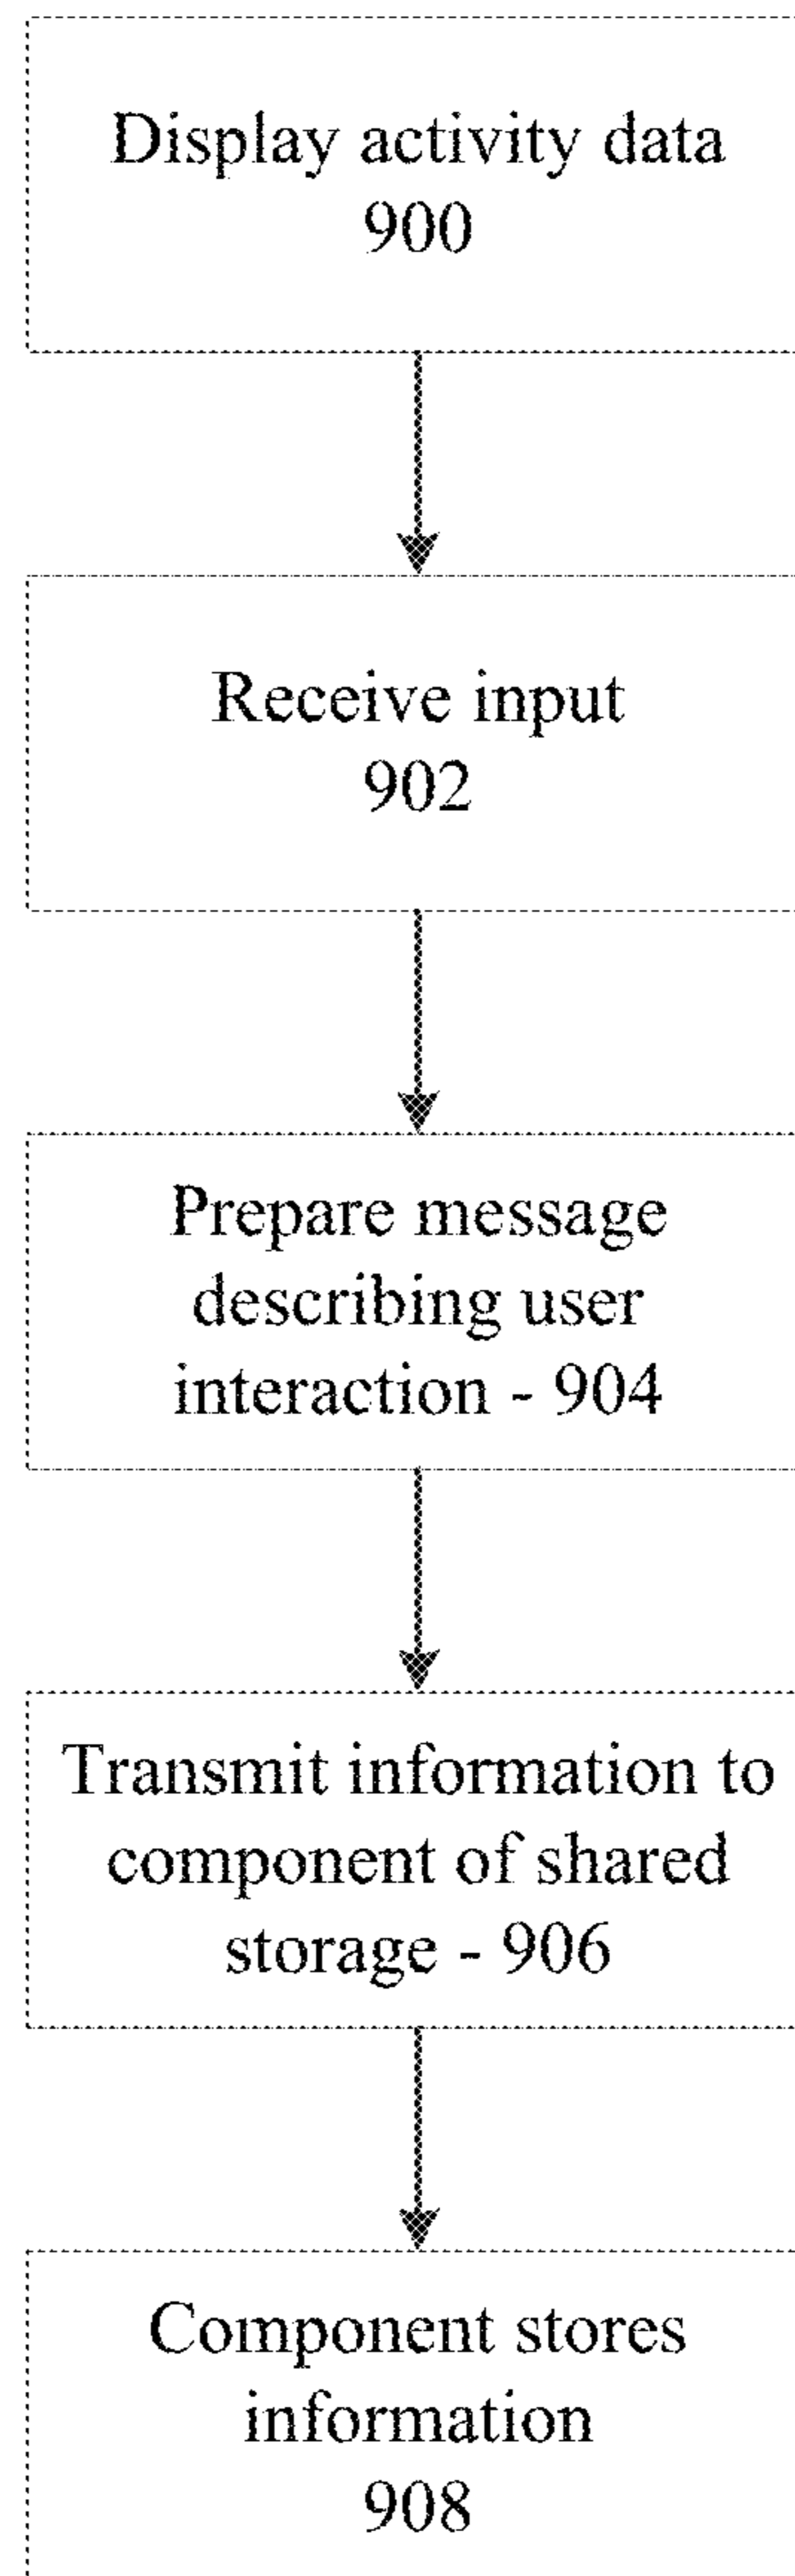 Display activity data
900
Receive input
902
Prepare message
describing user
interaction - 904
Transmit information to
component of shared
storage - 906
Component stores
information
908